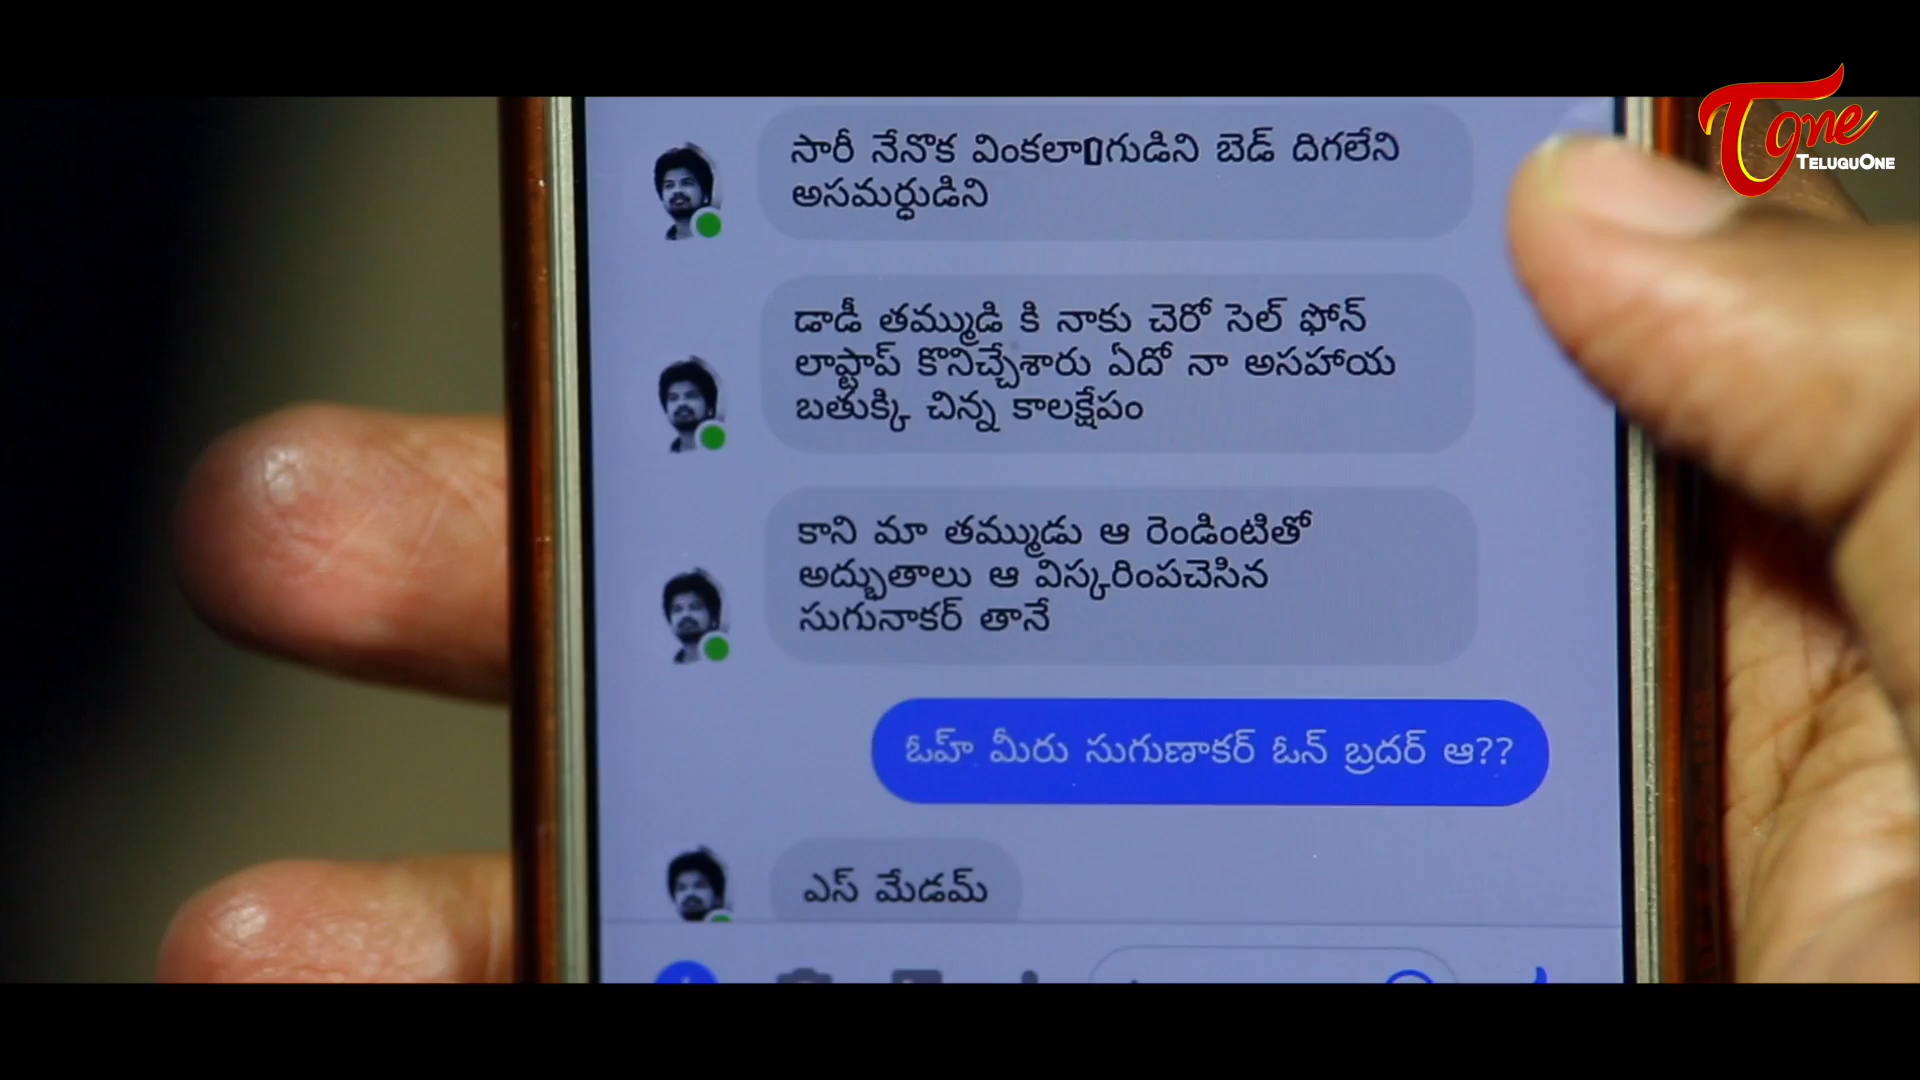 Tone
TELUGUONE
సారీ నేనొక వింకలా▯గుడిని బెడ్ దిగలేని
అసమర్ధుడిని
డాడీ తమ్ముడి కి నాకు చెరో సెల్ ఫోన్
లాప్టాప్ కొనిచ్చేశారు ఏదో నా అసహాయ
బతుక్కి చిన్న కాలక్షేపం
కాని మా తమ్ముడు ఆ రెండింటితో
అద్భుతాలు ఆ విస్కరింపచెసిన
సుగునాకర్ తానే
ఓహ్ మీరు సుగుణాకర్ ఓన్ బ్రదర్ ఆ??
ఎస్ మేడమ్